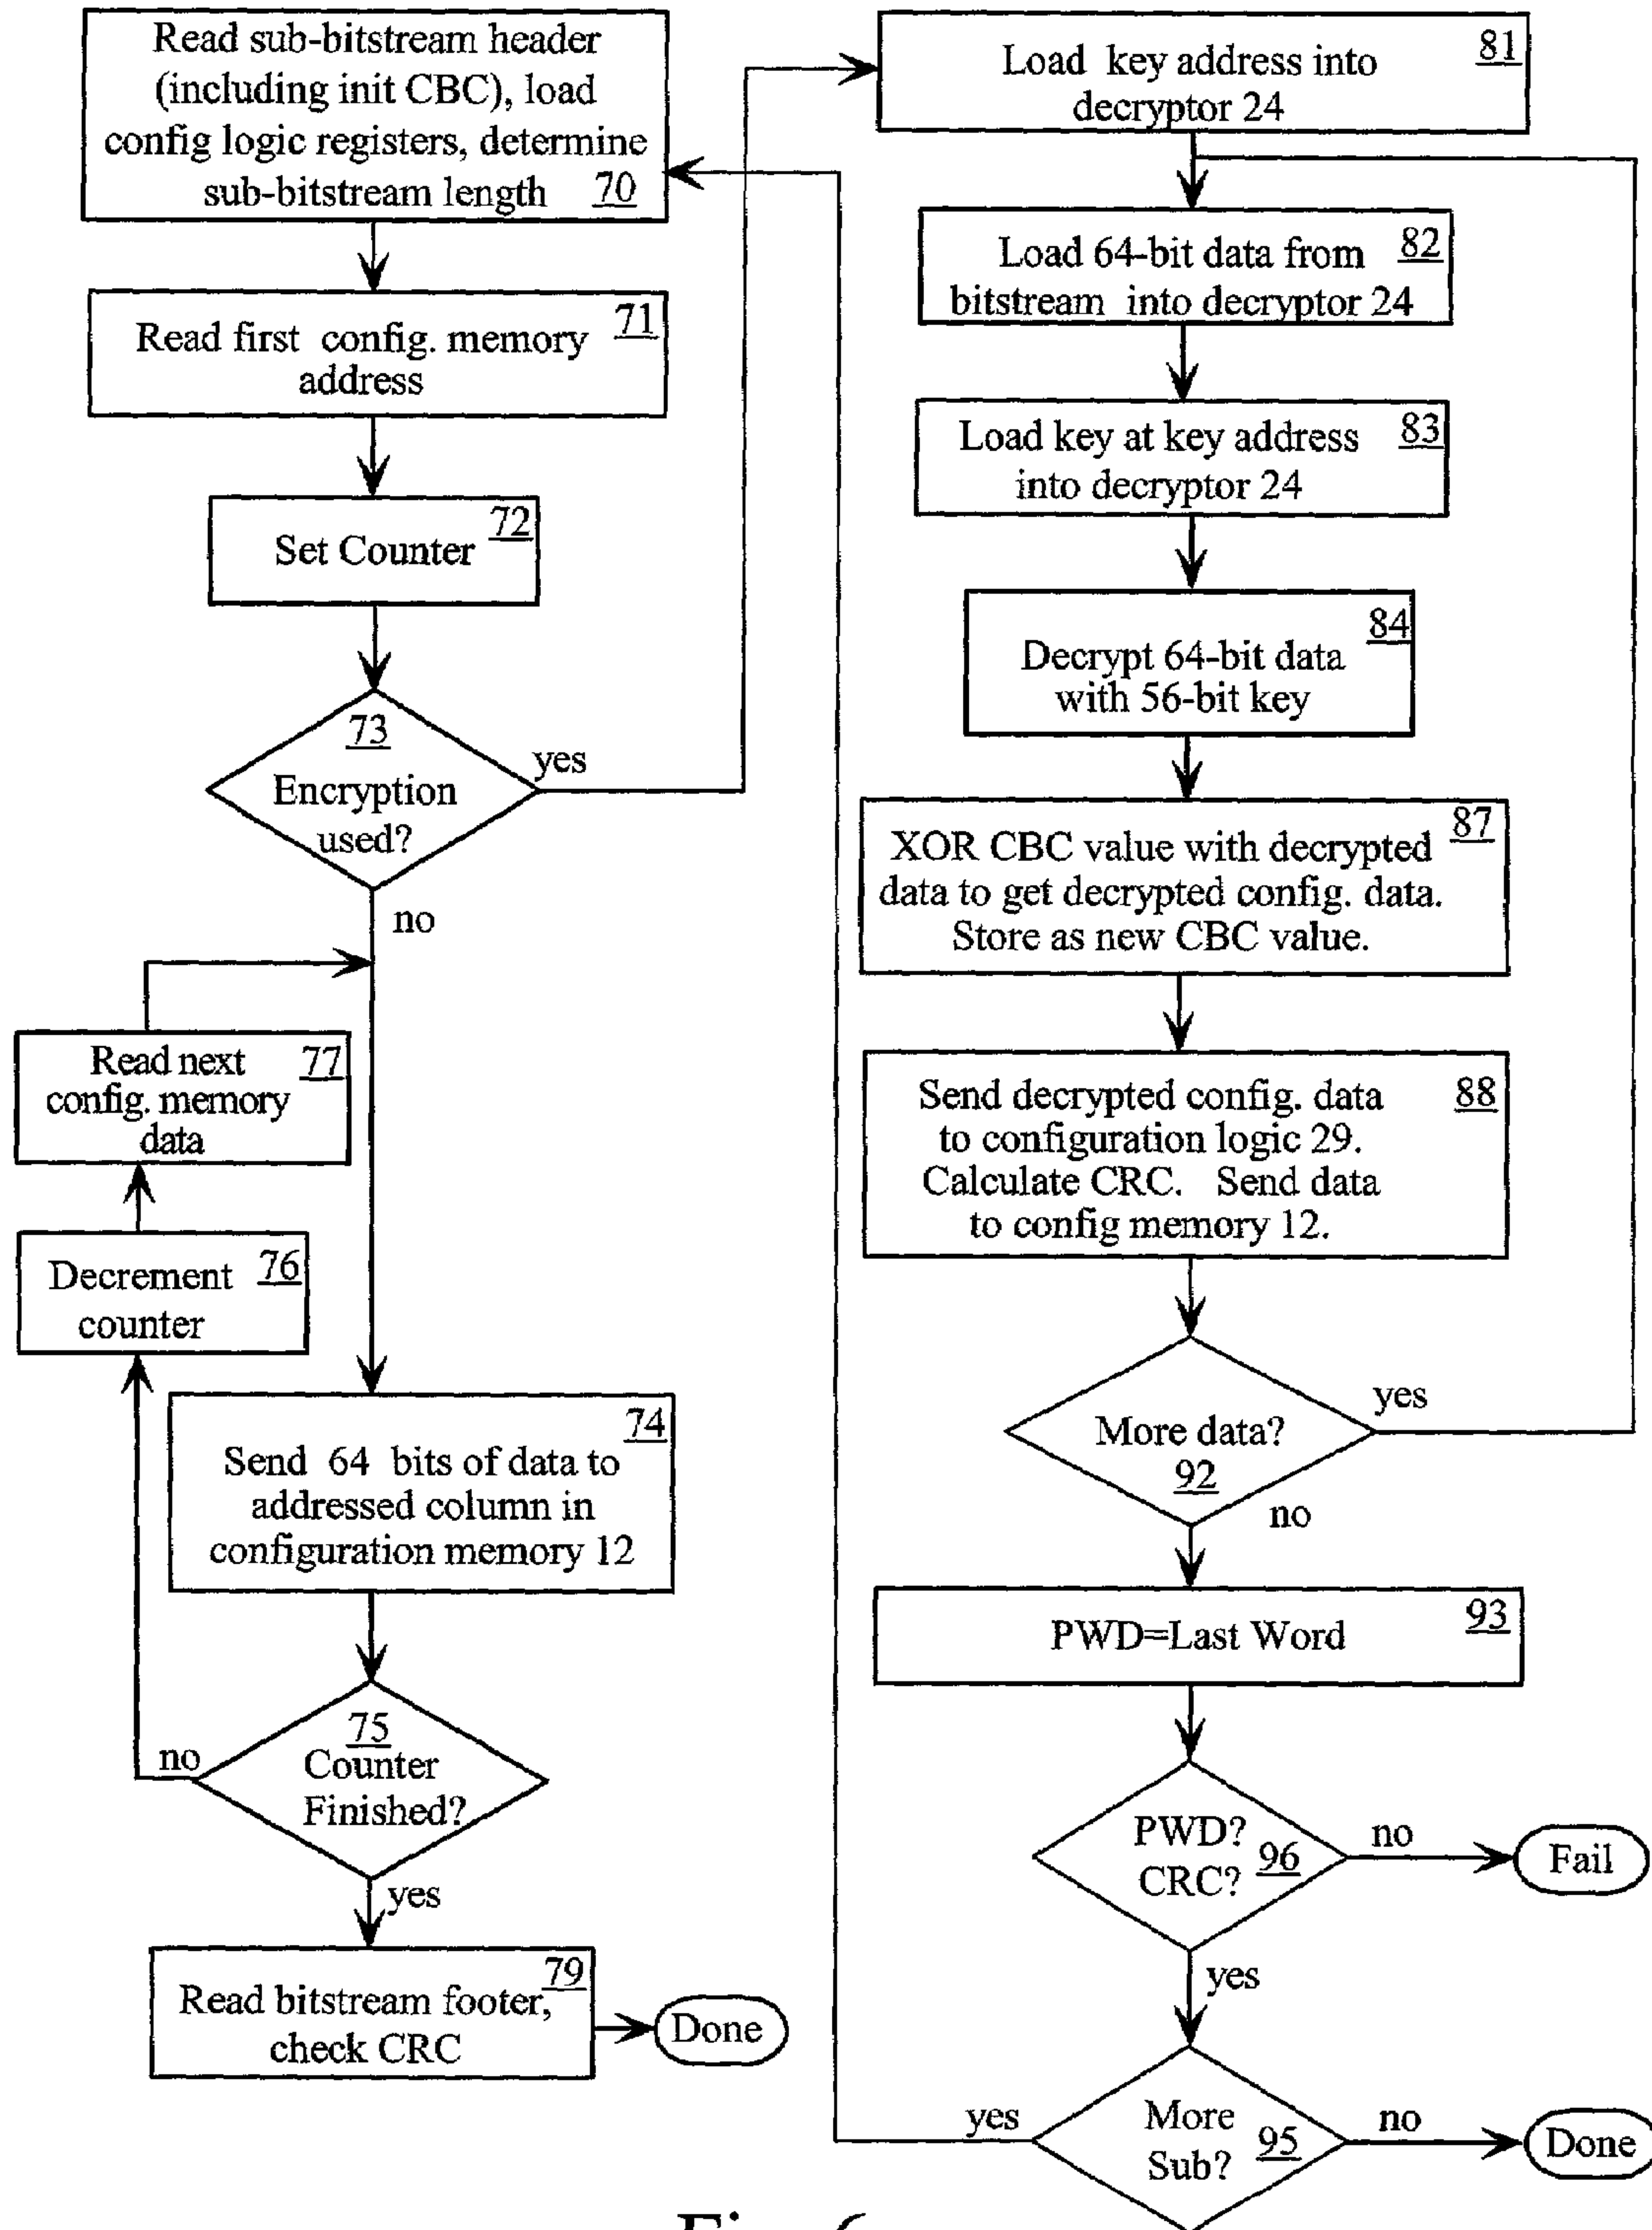 Read sub-bitstream header
(including init CBC), load
config logic registers, determine
sub-bitstream length 70
Read first config. memory 71
address
Set Counter 72
73
Encryption
used?
yes
no
Read next 77
config. memory
data
Decrement 76
counter
74
Send 64 bits of data to
addressed column in
configuration memory 12
75
Counter
Finished?
no
yes
79
Read bitstream footer,
check CRC
Done
81
Load key address into
decryptor 24
Load 64-bit data from 82
bitstream into decryptor 24
Load key at key address 83
into decryptor 24
84
Decrypt 64-bit data
with 56-bit key
87
XOR CBC value with decrypted
data to get decrypted config. data.
Store as new CBC value.
Send decrypted config. data 88
to configuration logic 29.
Calculate CRC. Send data
to config memory 12.
More data?
92
yes
no
PWD=Last Word 93
PWD?
CRC? 96
no
Fail
yes
More
Sub? 95
yes
no
Done